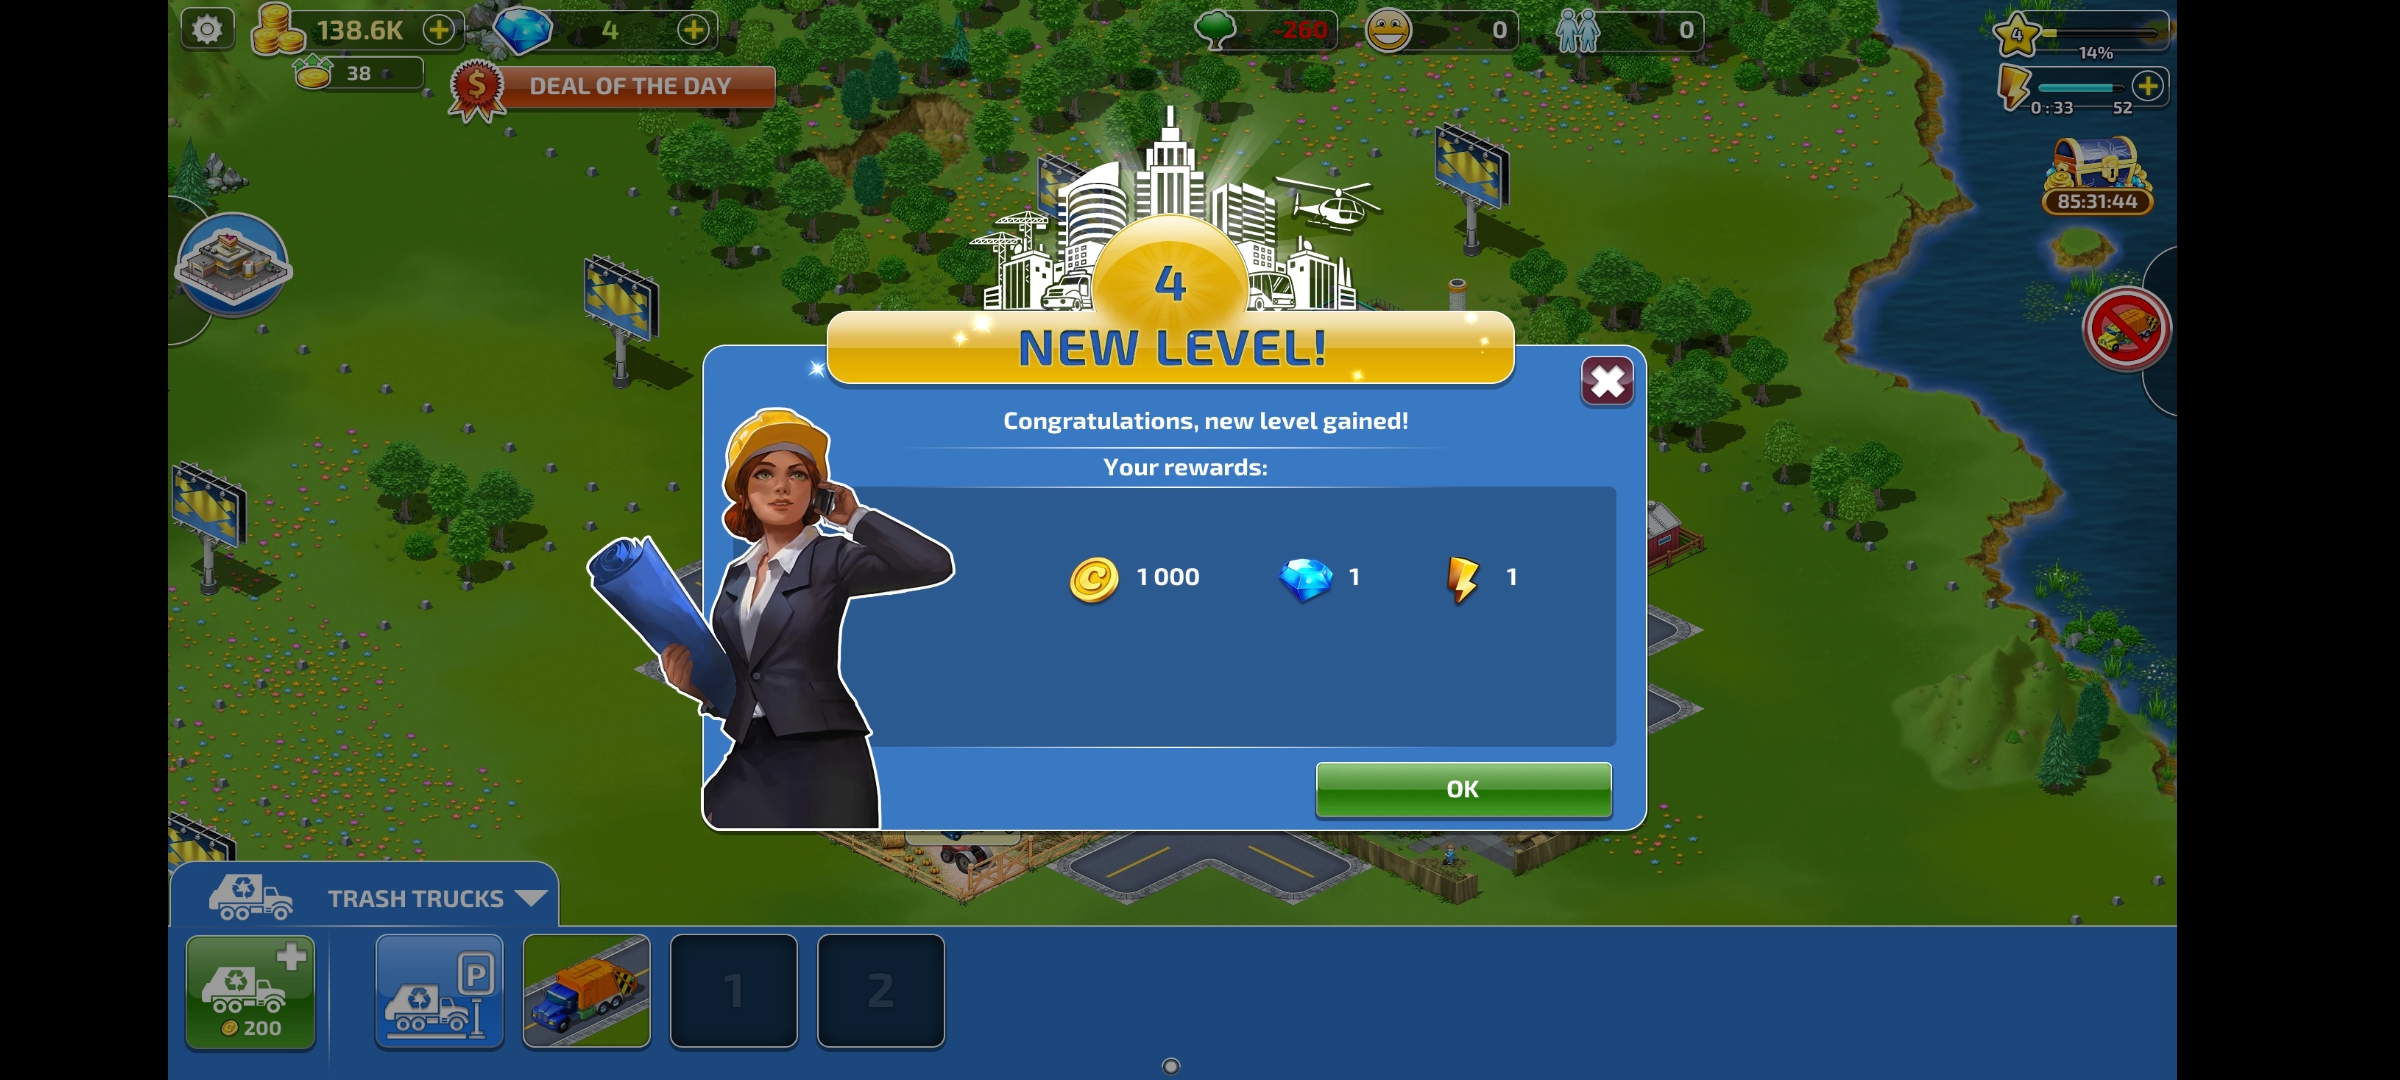 138.6K
4
-260
0
0
4
14%
38
DEAL OF THE DAY
0:33
52
85:31:44
4
NEW LEVEL!
Congratulations, new level gained!
Your rewards:
1 000
1
1
OK
TRASH TRUCKS
200
P
1
2